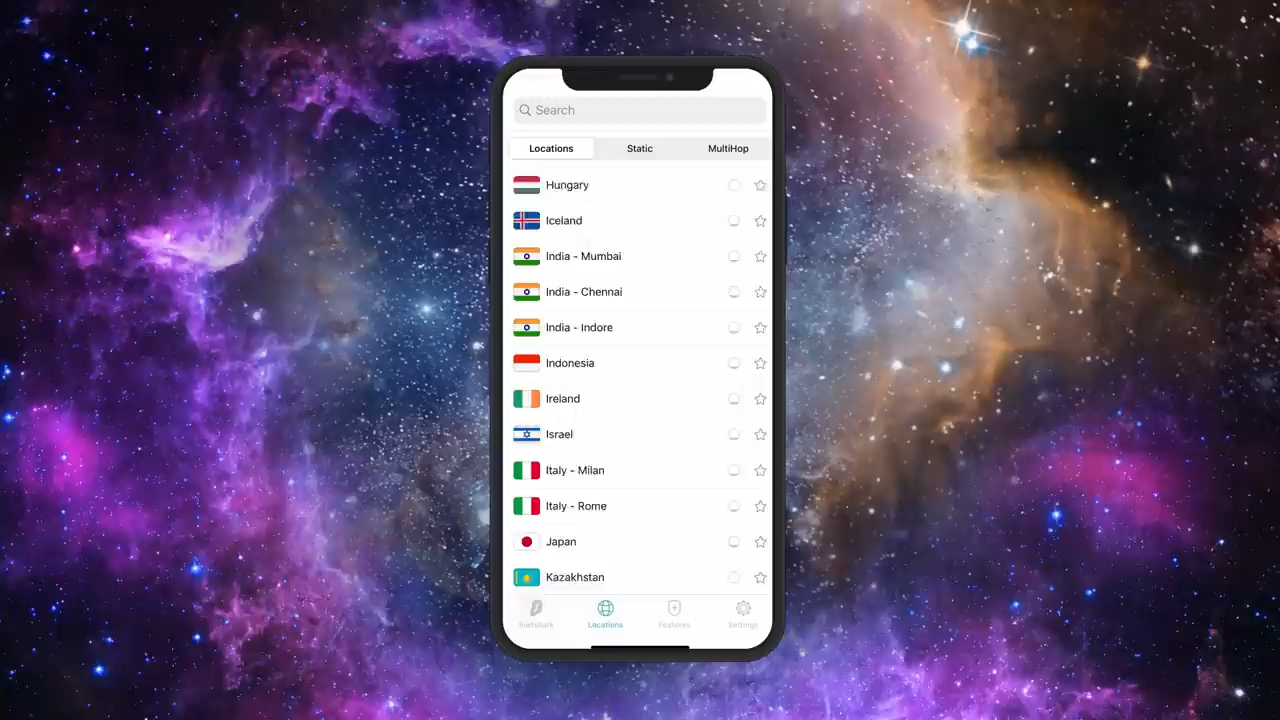 Search
Locations Static MultiHop
Hungary
Iceland
India - Mumbai
India - Chennai
India - Indore
Indonesia
Ireland
Israel
Italy - Milan
Italy - Rome
Japan
Kazakhstan
Surfshark Locations Features Settings